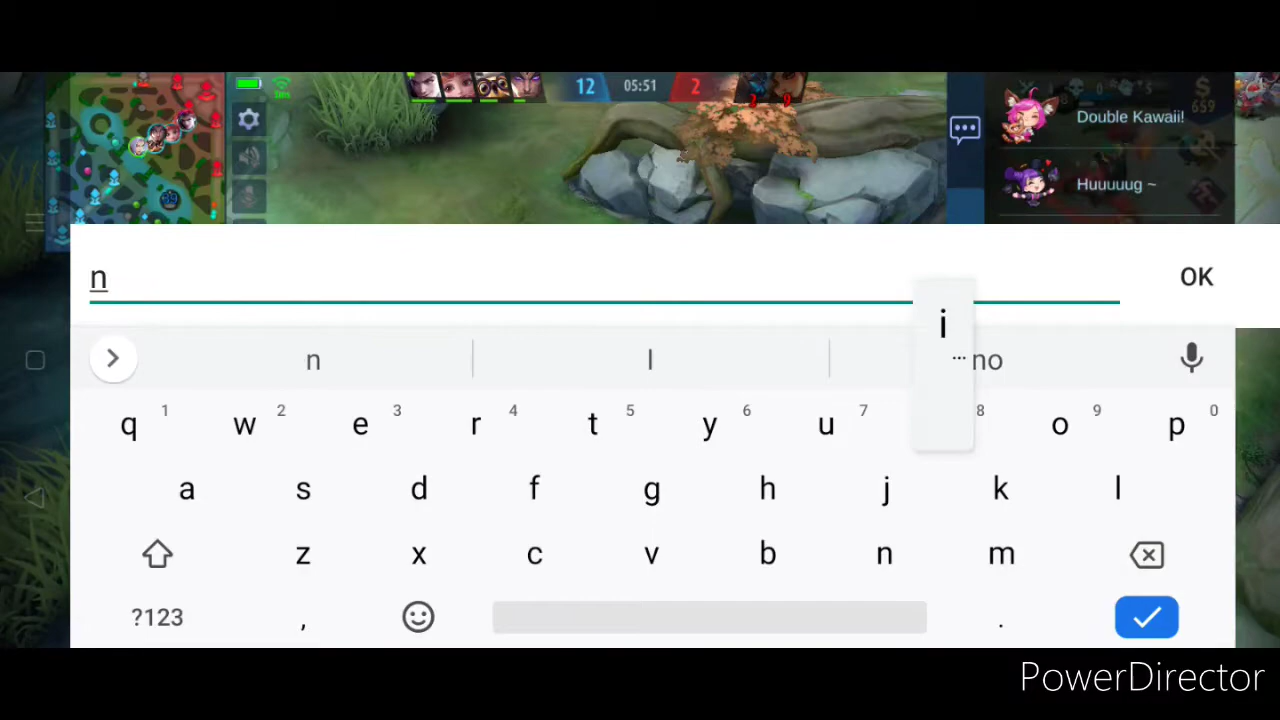 12 05:51 2
659
Double Kawaii!
Huuuuug ~
n
OK
i
n l no
q 1 w 2 e 3 r 4 t 5 y 6 u 7 8 o 9 p 0
a s d f g h j k l
z x c v b n m
?123 , .
PowerDirector